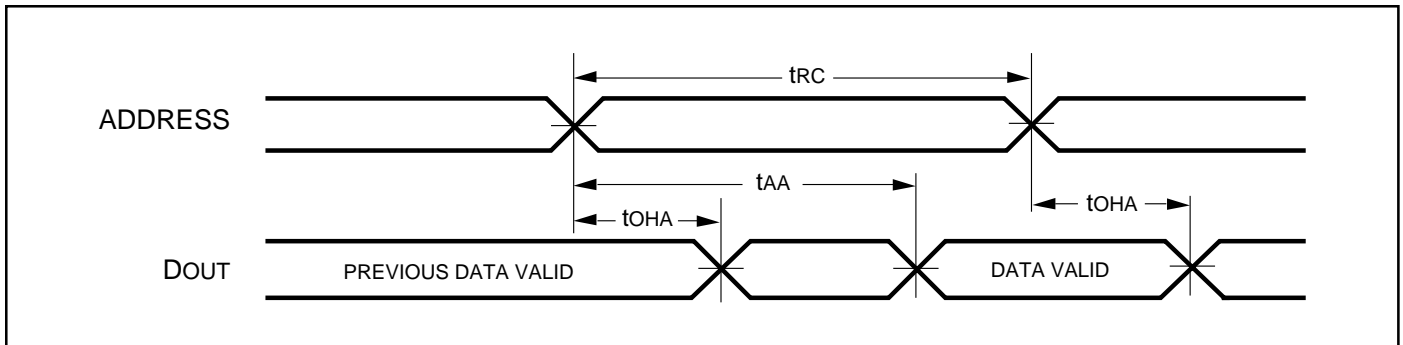 tRC
ADDRESS
tAA
tOHA
tOHA
DOUT
PREVIOUS DATA VALID
DATA VALID